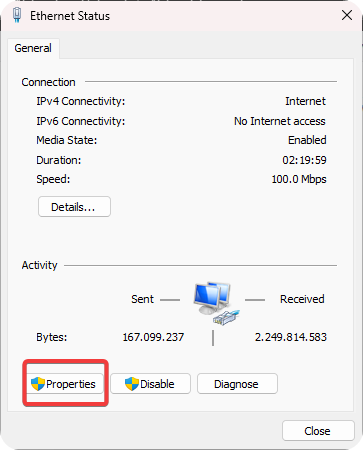 Ethernet Status
General
Connection
IPv4 Connectivity: Internet
IPv6 Connectivity: No Internet access
Media State: Enabled
Duration: 02:19:59
Speed: 100.0 Mbps
Details...
Activity
Sent Received
Bytes: 167.099.237 2.249.814.583
Properties Disable Diagnose
Close